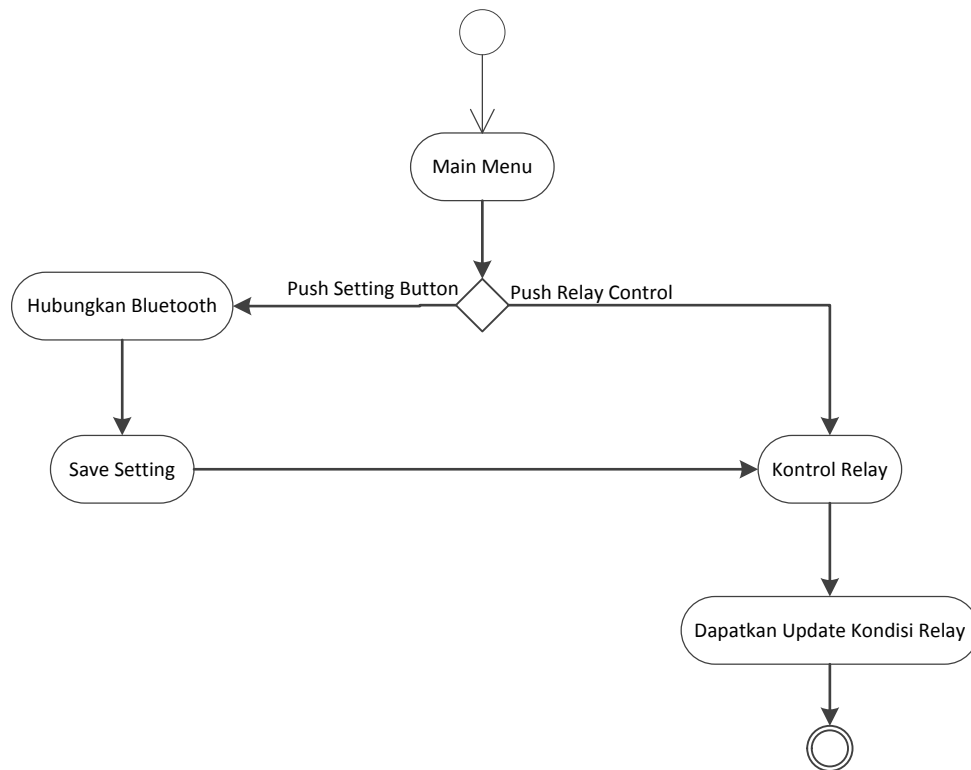 Main Menu
Push Setting Button
Push Relay Control
Hubungkan Bluetooth
Save Setting
Kontrol Relay
Dapatkan Update Kondisi Relay